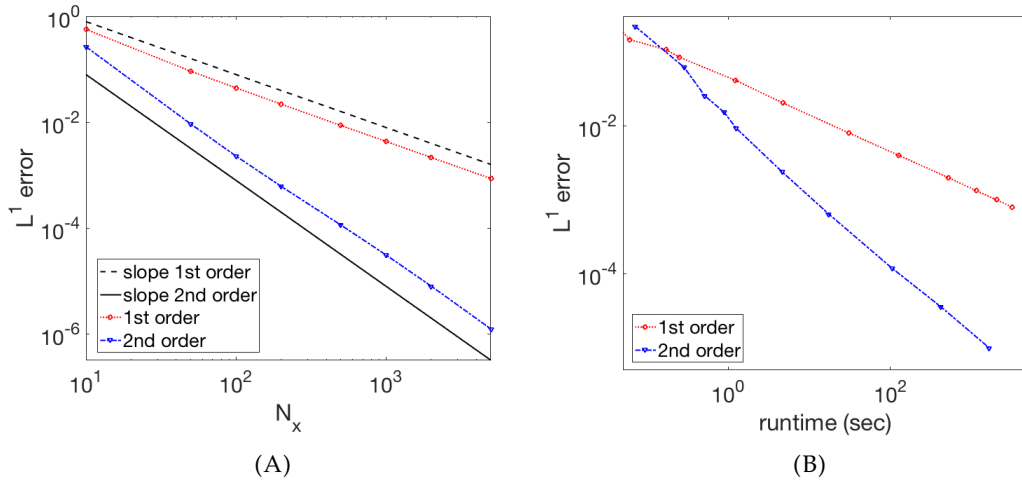 10^0
10^-2
10^-4
10^-6
L^1 error
slope 1st order
slope 2nd order
1st order
2nd order
10^1
10^2
10^3
N_x
(A)
10^-2
10^-4
L^1 error
1st order
2nd order
10^0
10^2
runtime (sec)
(B)